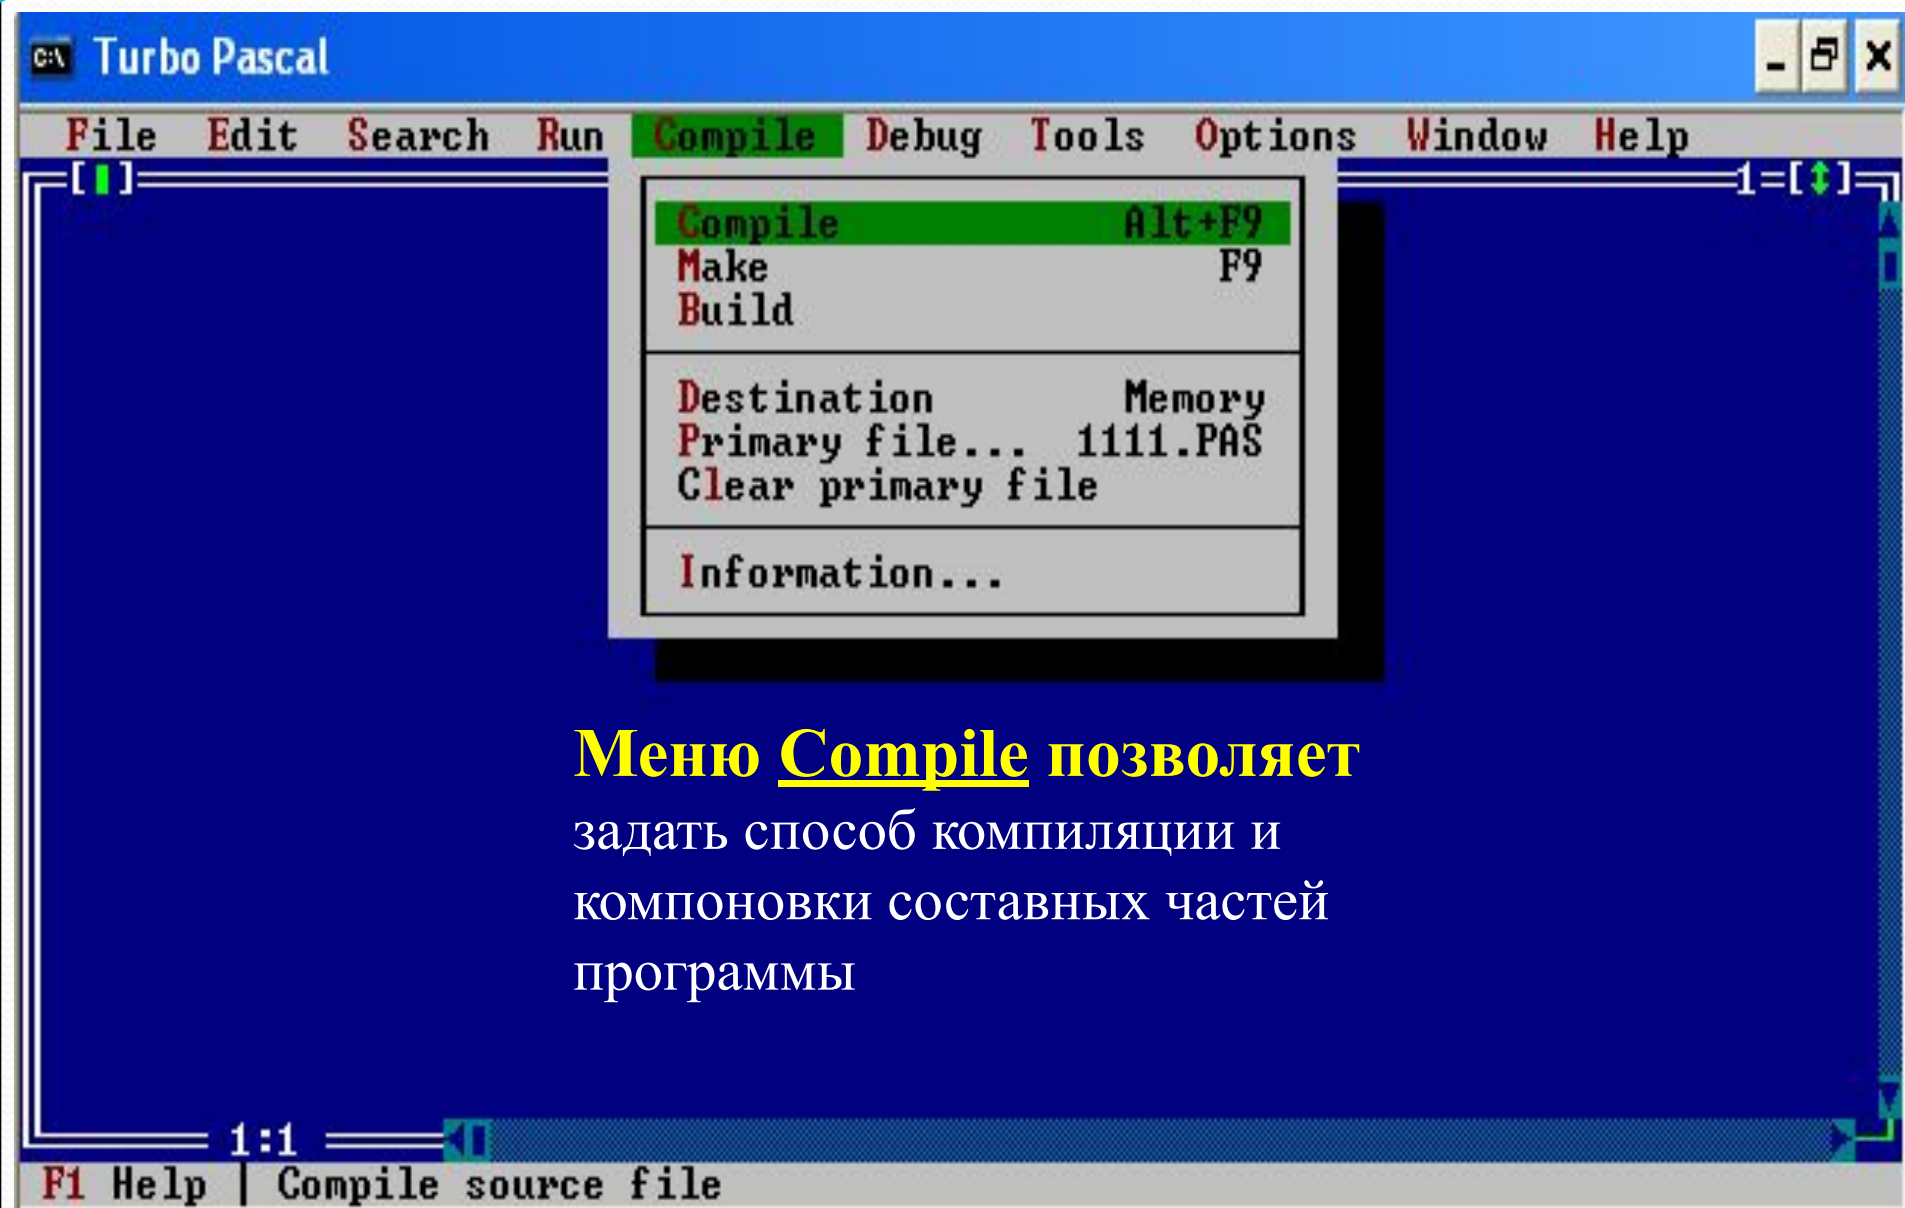 Turbo Pascal
File Edit Search Run Compile Debug Tools Options Window Help
1=[↕]
Compile Alt+F9
Make F9
Build
Destination Memory
Primary file... 1111.PAS
Clear primary file
Information...
Меню Compile позволяет
задать способ компиляции и
компоновки составных частей
программы
1:1
F1 Help | Compile source file